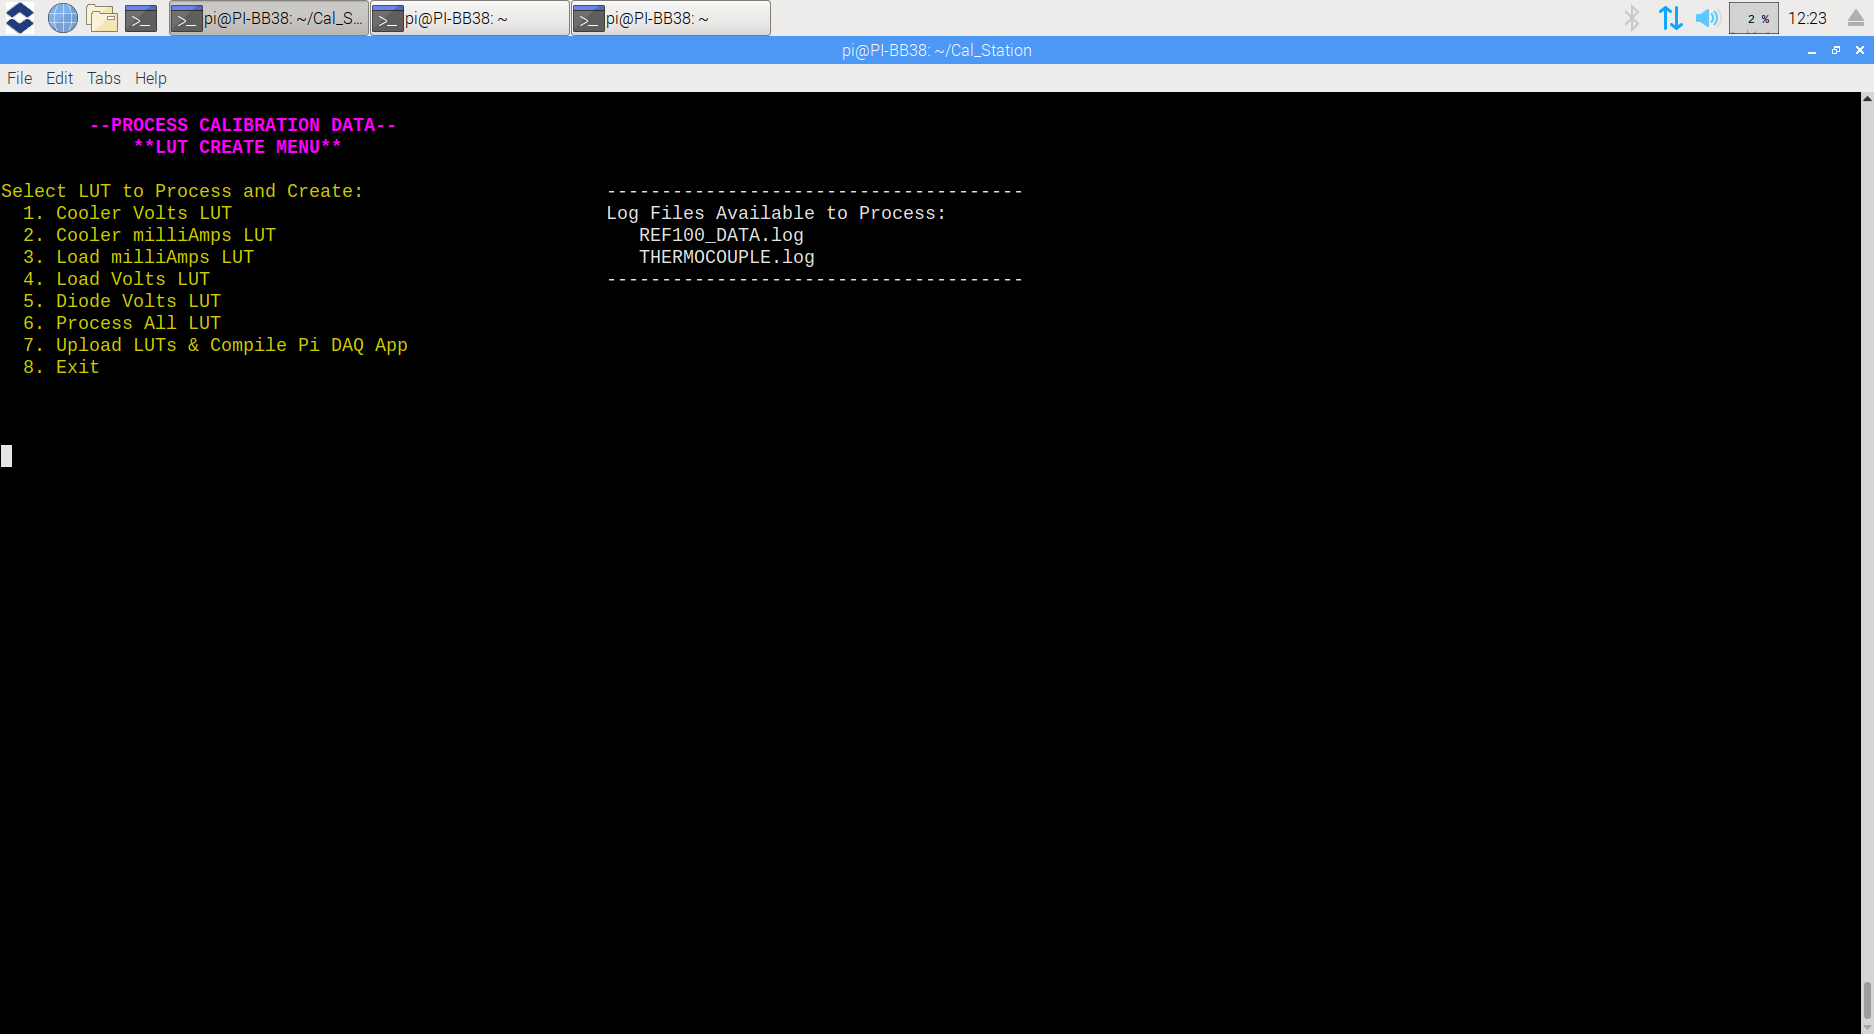 pi@PI-BB38: ~/Cal_S... pi@PI-BB38: ~ pi@PI-BB38: ~ 2 % 12:23
pi@PI-BB38: ~/Cal_Station
File Edit Tabs Help
--PROCESS CALIBRATION DATA--
**LUT CREATE MENU**
Select LUT to Process and Create:
1. Cooler Volts LUT
2. Cooler milliAmps LUT
3. Load milliAmps LUT
4. Load Volts LUT
5. Diode Volts LUT
6. Process All LUT
7. Upload LUTs & Compile Pi DAQ App
8. Exit
--------------------------------------
Log Files Available to Process:
REF100_DATA.log
THERMOCOUPLE.log
--------------------------------------